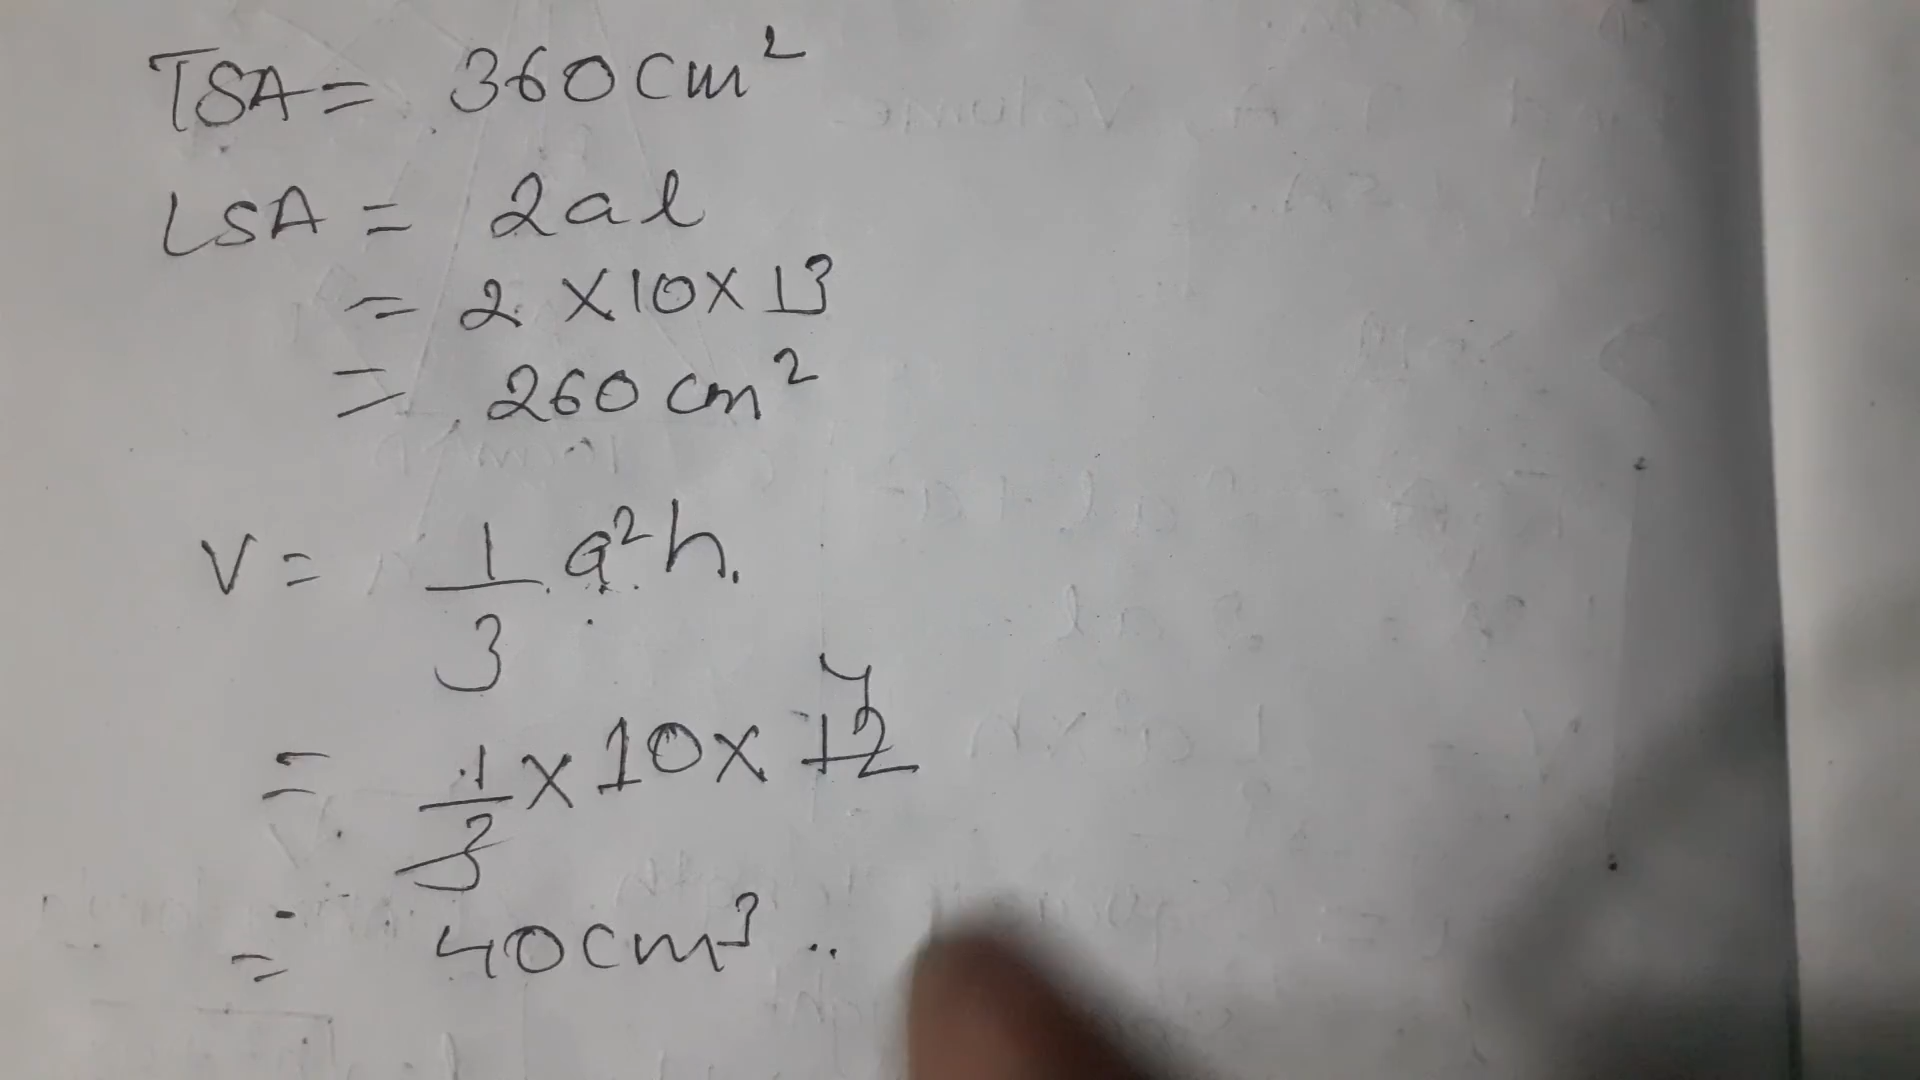 TSA = 360 cm²
LSA = 2al
= 2 × 10 × 13
= 260 cm²
V = 1/3 a²h.
4
= 1/3 × 10 × 12
= 40 cm³